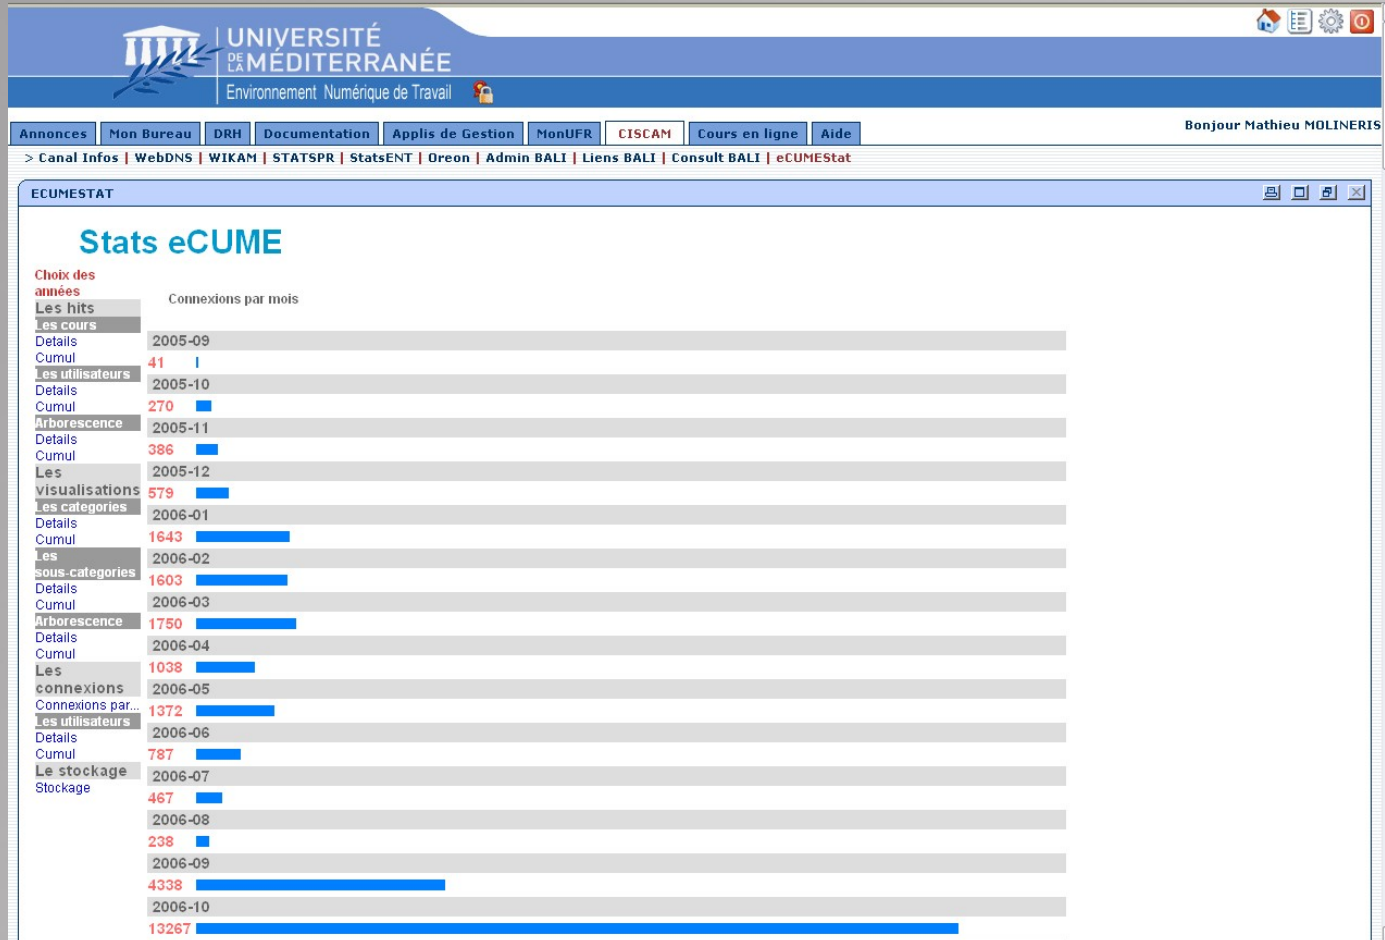 UNIVERSITÉ
DE LA MÉDITERRANÉE
Environnement Numérique de Travail
Annonces Mon Bureau DRH Documentation Applis de Gestion MonUFR CISCAM Cours en ligne Aide
Bonjour Mathieu MOLINERIS
> Canal Infos | WebDNS | WIKAM | STATSPR | StatsENT | Oreon | Admin BALI | Liens BALI | Consult BALI | eCUMEStat
ECUMESTAT
Stats eCUME
Choix des
années
Les hits
Les cours
Details
Cumul
Les utilisateurs
Details
Cumul
Arborescence
Details
Cumul
Les
visualisations
Les categories
Details
Cumul
Les
sous-categories
Details
Cumul
Arborescence
Details
Cumul
Les
connexions
Connexions par...
Les utilisateurs
Details
Cumul
Le stockage
Stockage
Connexions par mois
2005-09
41
2005-10
270
2005-11
386
2005-12
579
2006-01
1643
2006-02
1603
2006-03
1750
2006-04
1038
2006-05
1372
2006-06
787
2006-07
467
2006-08
238
2006-09
4338
2006-10
13267